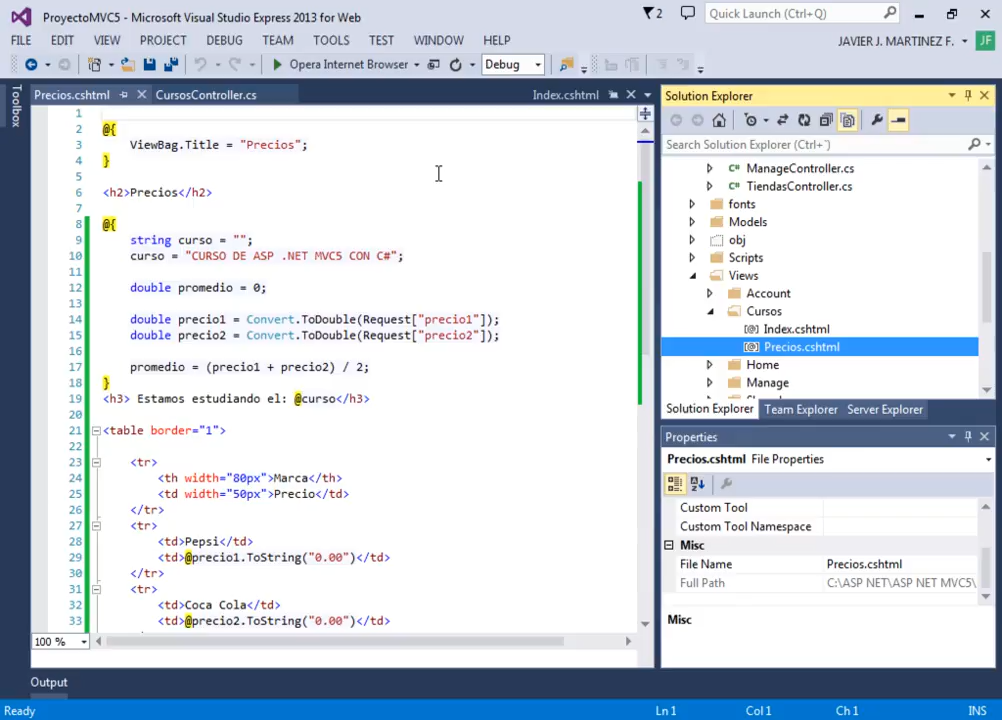 ProyectoMVC5 - Microsoft Visual Studio Express 2013 for Web
2
Quick Launch (Ctrl+Q)
FILE EDIT VIEW PROJECT DEBUG TEAM TOOLS TEST WINDOW HELP
JAVIER J. MARTINEZ F. JF
Opera Internet Browser
Debug
Toolbox
Precios.cshtml CursosController.cs Index.cshtml
1
2 @{
3 ViewBag.Title = "Precios";
4 }
5
6 <h2>Precios</h2>
7
8 @{
9 string curso = "";
10 curso = "CURSO DE ASP .NET MVC5 CON C#";
11
12 double promedio = 0;
13
14 double precio1 = Convert.ToDouble(Request["precio1"]);
15 double precio2 = Convert.ToDouble(Request["precio2"]);
16
17 promedio = (precio1 + precio2) / 2;
18 }
19 <h3> Estamos estudiando el: @curso</h3>
20
21 <table border="1">
22
23 <tr>
24 <th width="80px">Marca</th>
25 <td width="50px">Precio</td>
26 </tr>
27 <tr>
28 <td>Pepsi</td>
29 <td>@precio1.ToString("0.00")</td>
30 </tr>
31 <tr>
32 <td>Coca Cola</td>
33 <td>@precio2.ToString("0.00")</td>
100 %
Solution Explorer
Search Solution Explorer (Ctrl+¨)
C# ManageController.cs
C# TiendasController.cs
fonts
Models
obj
Scripts
Views
Account
Cursos
[@] Index.cshtml
[@] Precios.cshtml
Home
Manage
Solution Explorer Team Explorer Server Explorer
Properties
Precios.cshtml File Properties
Custom Tool
Custom Tool Namespace
Misc
File Name Precios.cshtml
Full Path C:\ASP NET\ASP NET MVC5\
Misc
Output
Ready Ln 1 Col 1 Ch 1 INS